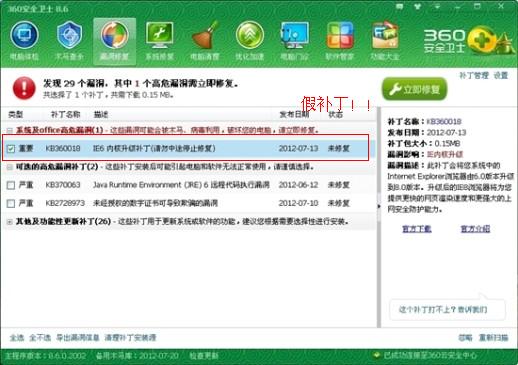 360安全卫士 8.6
电脑体检 木马查杀 漏洞修复 系统修复 电脑清理 优化加速 电脑门诊 软件管家 功能大全
360
安全卫士
发现 29 个漏洞，其中 1 个高危漏洞需立即修复。
共选择了 1 个补丁，共需下载 0.15 MB.
假补丁！！
立即修复
补丁管理 设置
类型 补丁名称 描述 发布日期 状态
系统及office高危漏洞(1) - 这些漏洞可能会被木马、病毒利用，破坏您的电脑，请立即修复。
重要 KB360018 IE6 内核升级补丁(请勿中途停止修复) 2012-07-13 未修复
可选的高危漏洞补丁(2) - 这些补丁安装后可能引起电脑和软件无法正常使用，请谨慎选择。
严重 KB370063 Java Runtime Environment (JRE) 6 远程代码执行漏洞 2012-06-12 未修复
严重 KB2728973 未经授权的数字证书可导致欺骗的漏洞 2012-07-10 未修复
其他及功能性更新补丁(26) - 这些补丁用于更新系统或软件的功能，建议您根据需要选择性进行安装。
补丁名称： KB360018
发布日期： 2012-07-13
补丁包大小： 0.15MB
漏洞影响： IE内核升级
漏洞描述： 此补丁会将您系统中的
Internet Explorer浏览器由6.0版本升级
到8.0版本。升级后的IE8浏览器将为您
提供更快的网页渲染速度和更强大的上
网安全防护能力。
官方下载 官方介绍
这个补丁打不上？告诉我们
全选 全不选 导出漏洞信息 清理补丁安装源
忽略 重新扫描
主程序版本：8.6.0.2002 备用木马库：2012-07-20 检查更新
已成功连接至360云安全中心